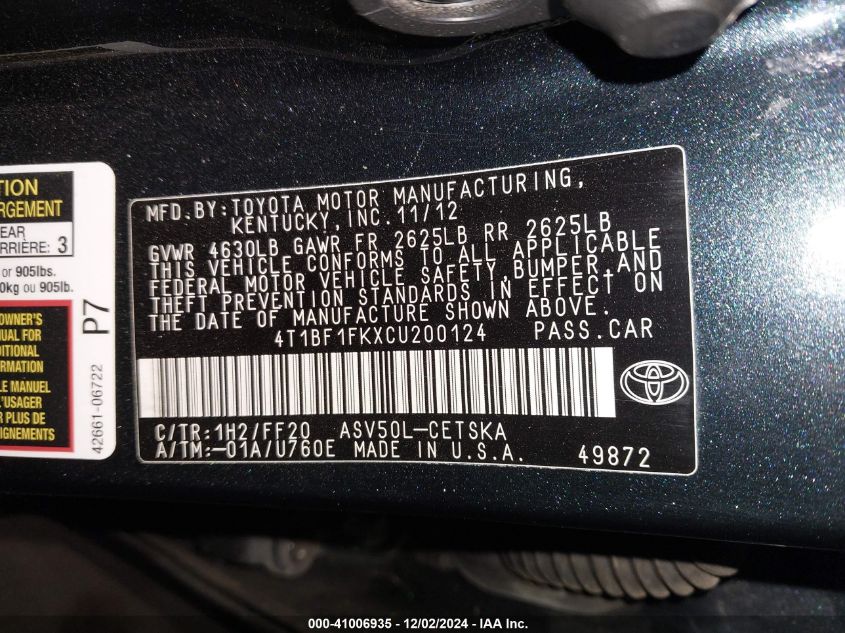 TION
RGEMENT
EAR
RRIÈRE: 3
or 905lbs.
0kg ou 905lb.
OWNER'S
NUAL FOR
DITIONAL
RMATION
LE MANUEL
L'USAGER
R PLUS DE
IGNEMENTS
P7
42661-06722
MFD. BY: TOYOTA MOTOR MANUFACTURING,
KENTUCKY, INC. 11/12
GVWR 4630LB GAWR FR 2625LB RR 2625LB
THIS VEHICLE CONFORMS TO ALL APPLICABLE
FEDERAL MOTOR VEHICLE SAFETY, BUMPER, AND
THEFT PREVENTION STANDARDS IN EFFECT ON
THE DATE OF MANUFACTURE SHOWN ABOVE.
4T1BF1FKXCU200124 PASS. CAR
C/TR: 1H2/FF20 ASV50L-CETSKA
A/TM: -01A/U760E MADE IN U.S.A. 49872
000-41006935 - 12/02/2024 - IAA Inc.